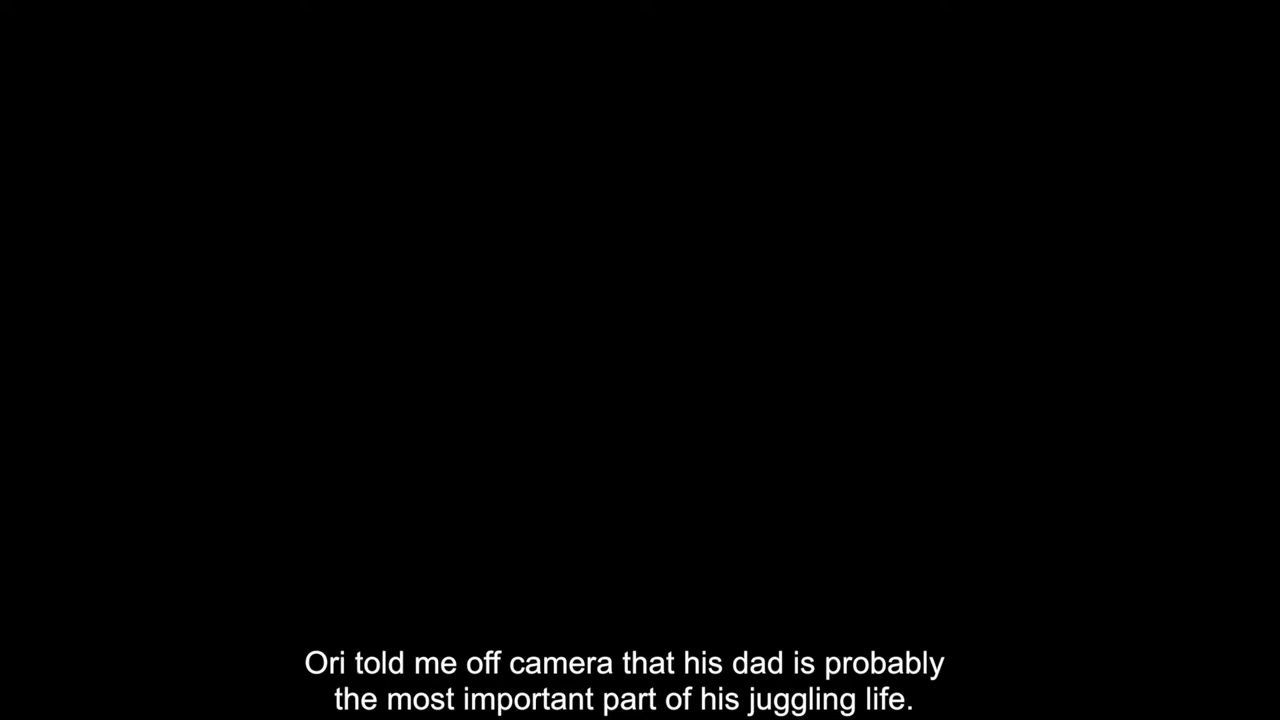 Ori told me off camera that his dad is probably
the most important part of his juggling life.